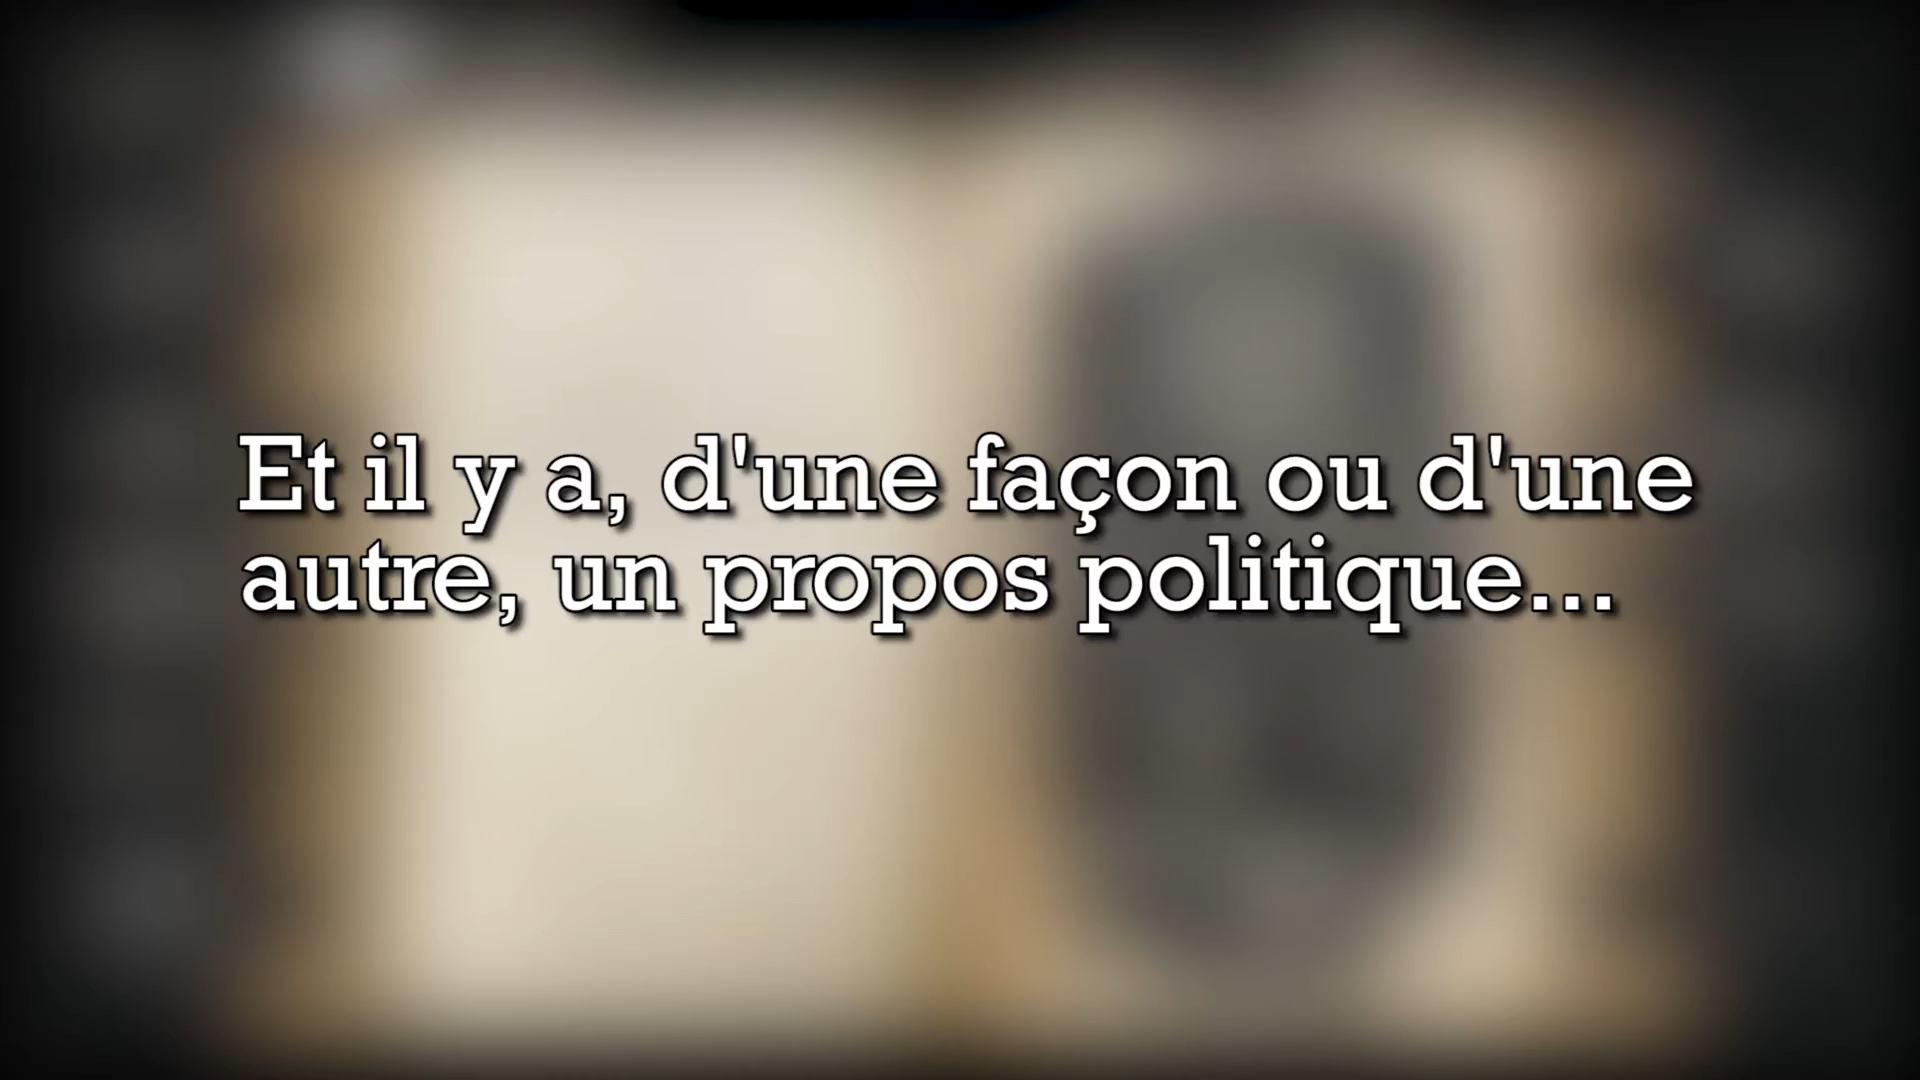 Et il y a, d'une façon ou d'une
autre, un propos politique...